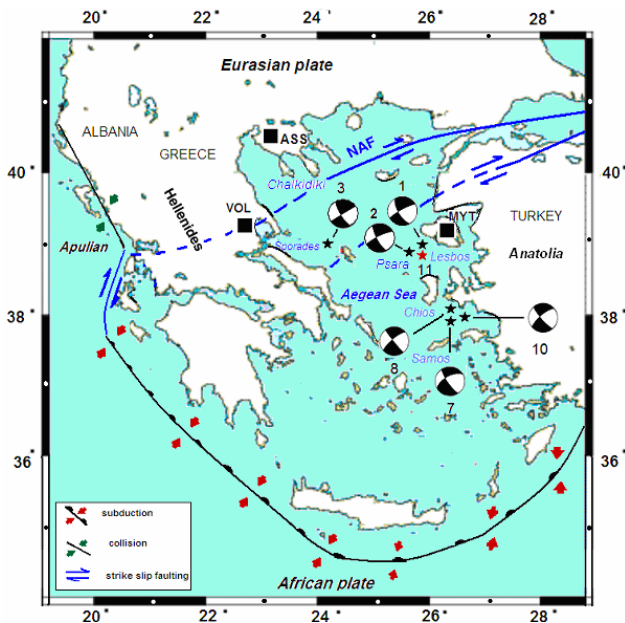 20 22 24 26 28
Eurasian plate
ALBANIA
ASS
NAF
GREECE
40 40
Chalkidiki
3 1
Hellenides
2
VOL
MYT
TURKEY
Apulian
Sporades
Psara
Lesbos
Anatolia
11
Aegean Sea
38 38
Chios
Samos
8
10
7
36 36
subduction
collision
strike slip faulting
African plate
20 22 24 26 28